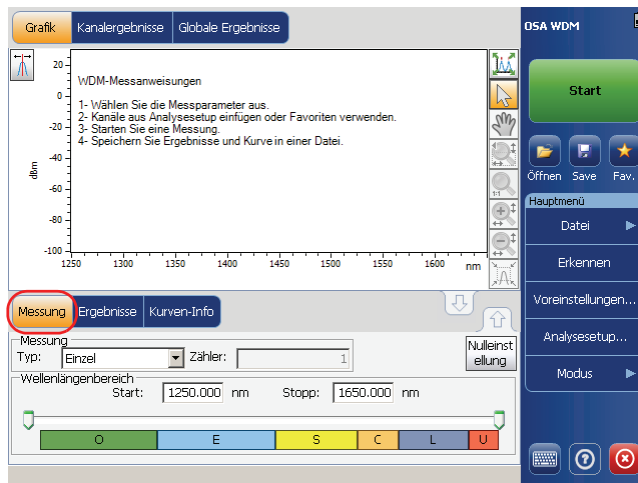 Grafik Kanalergebnisse Globale Ergebnisse
OSA WDM
20
0
-20
-40
-60
-80
-100
dBm
WDM-Messanweisungen
1- Wählen Sie die Messparameter aus.
2- Kanäle aus Analysesetup einfügen oder Favoriten verwenden.
3- Starten Sie eine Messung.
4- Speichern Sie Ergebnisse und Kurve in einer Datei.
1:1
1250 1300 1350 1400 1450 1500 1550 1600 nm
Start
Öffnen Save Fav.
Hauptmenü
Datei
Erkennen
Voreinstellungen...
Analysesetup...
Modus
Messung Ergebnisse Kurven-Info
Messung
Typ: Einzel Zähler: 1
Nulleinst
ellung
Wellenlängenbereich
Start: 1250.000 nm Stopp: 1650.000 nm
O E S C L U